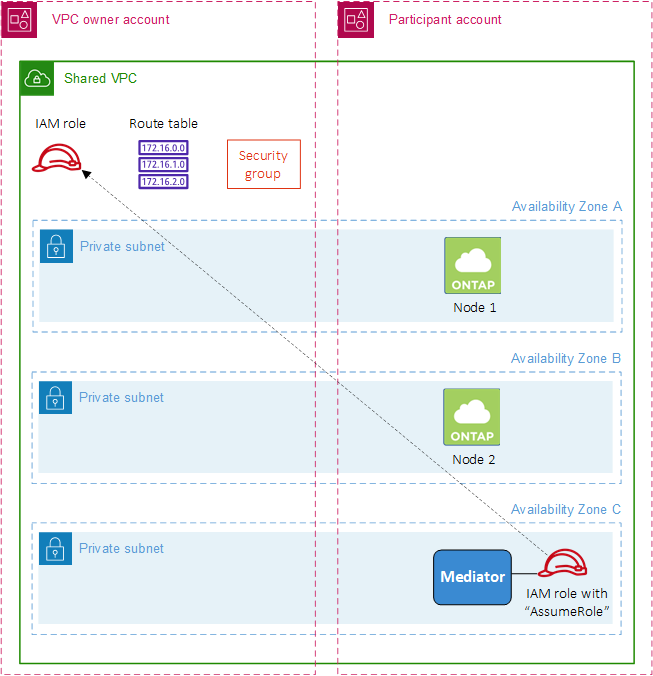 VPC owner account
Participant account
Shared VPC
IAM role
Route table
172.16.0.0
172.16.1.0
172.16.2.0
Security
group
Availability Zone A
Private subnet
ONTAP
Node 1
Availability Zone B
Private subnet
ONTAP
Node 2
Availability Zone C
Private subnet
Mediator
IAM role with
“AssumeRole”